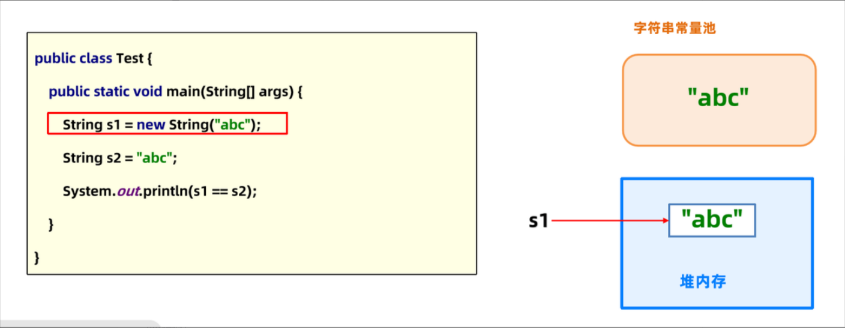 public class Test {
public static void main(String[] args) {
String s1 = new String("abc");
String s2 = "abc";
System.out.println(s1 == s2);
}
}
字符串常量池
"abc"
s1
"abc"
堆内存